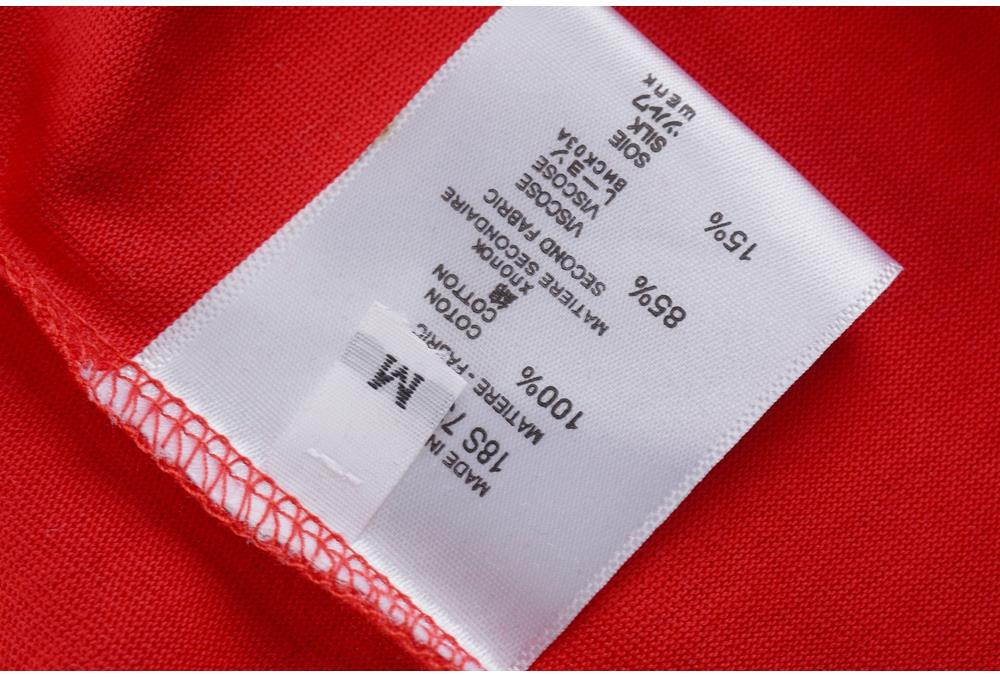 MADE IN
18S 7
MATIERE - FABRIC
100% COTON
COTTON
綿
хлопок
MATIERE SECONDAIRE
SECOND FABRIC
85% VISCOSE
VISCOSE
レーヨン
вискоза
15% SOIE
SILK
シルク
шелк
M